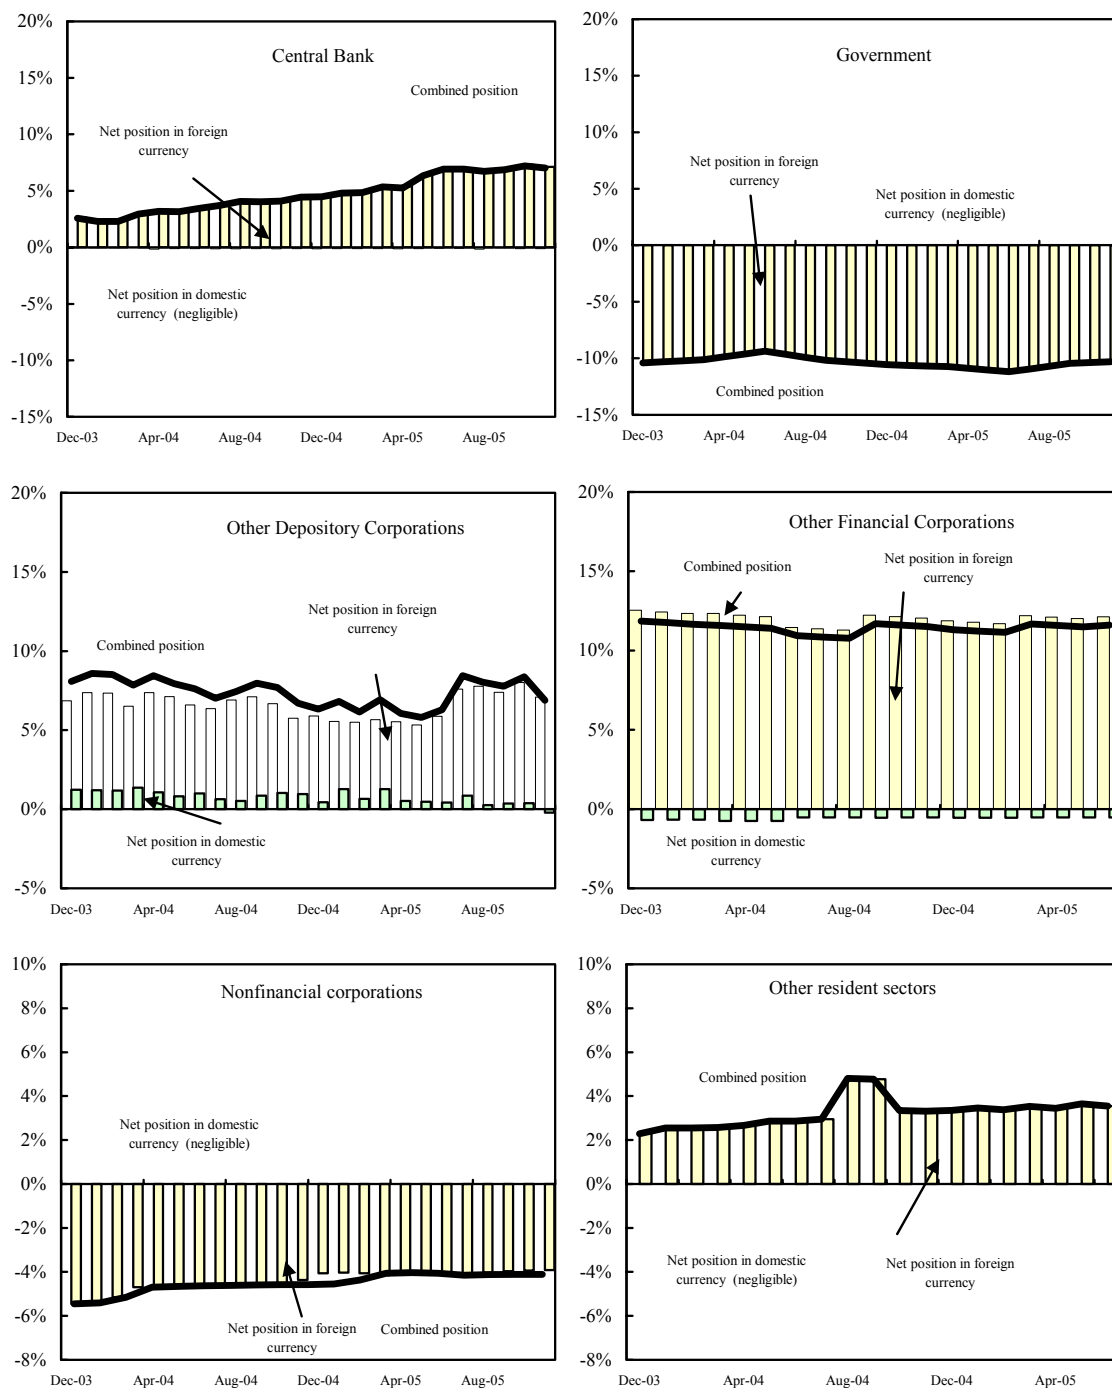 20%
15%
10%
5%
0%
-5%
-10%
-15%
Central Bank
Combined position
Net position in foreign
currency
Net position in domestic
currency  (negligible)
Dec-03 Apr-04 Aug-04 Dec-04 Apr-05 Aug-05
20%
15%
10%
5%
0%
-5%
-10%
-15%
Government
Net position in foreign
currency
Net position in domestic
currency  (negligible)
Combined position
Dec-03 Apr-04 Aug-04 Dec-04 Apr-05 Aug-05
20%
15%
10%
5%
0%
-5%
Other Depository Corporations
Net position in foreign
currency
Combined position
Net position in domestic
currency
Dec-03 Apr-04 Aug-04 Dec-04 Apr-05 Aug-05
20%
15%
10%
5%
0%
-5%
Other Financial Corporations
Combined position
Net position in foreign
currency
Net position in domestic
currency
Dec-03 Apr-04 Aug-04 Dec-04 Apr-05
10%
8%
6%
4%
2%
0%
-2%
-4%
-6%
-8%
Nonfinancial corporations
Net position in domestic
currency  (negligible)
Net position in foreign
currency
Combined position
Dec-03 Apr-04 Aug-04 Dec-04 Apr-05 Aug-05
10%
8%
6%
4%
2%
0%
-2%
-4%
-6%
-8%
Other resident sectors
Combined position
Net position in domestic
currency (negligible)
Net position in foreign
currency
Dec-03 Apr-04 Aug-04 Dec-04 Apr-05